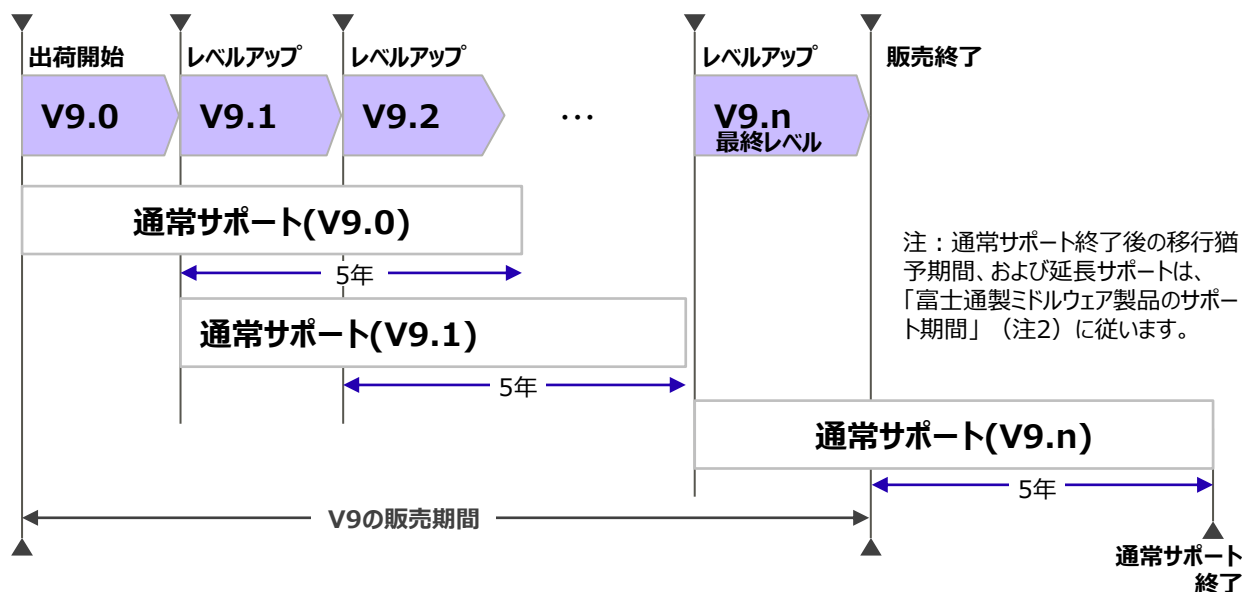 出荷開始
レベルアップ
レベルアップ
レベルアップ
販売終了
V9.0
V9.1
V9.2
…
V9.n
最終レベル
通常サポート(V9.0)
5年
通常サポート(V9.1)
5年
注：通常サポート終了後の移行猶
予期間、および延長サポートは、
「富士通製ミドルウェア製品のサポー
ト期間」（注2）に従います。
通常サポート(V9.n)
5年
V9の販売期間
通常サポート
終了